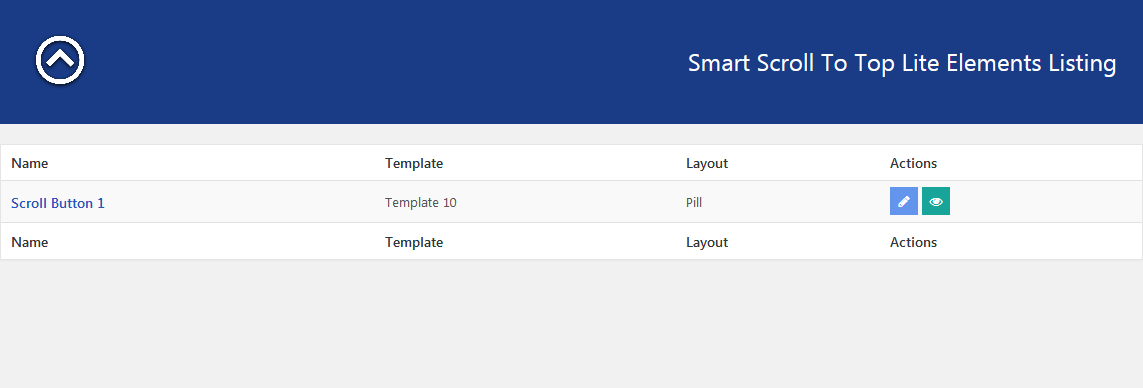 Smart Scroll To Top Lite Elements Listing
Name Template Layout Actions
Scroll Button 1 Template 10 Pill
Name Template Layout Actions